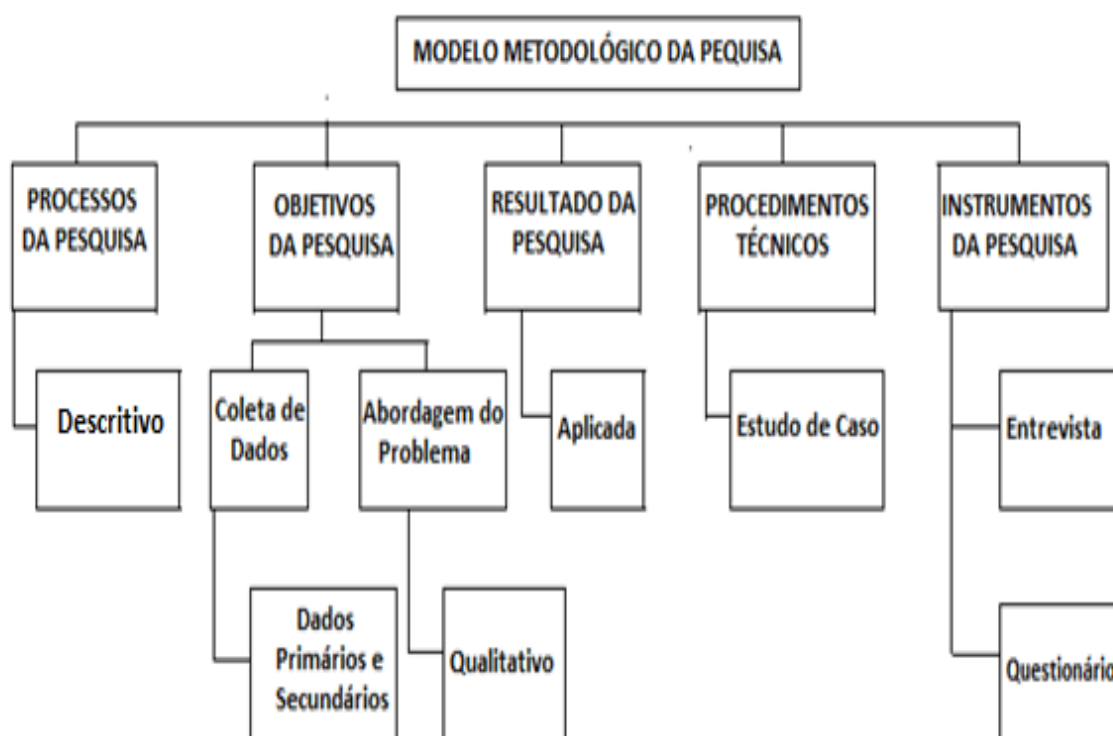 MODELO METODOLÓGICO DA PEQUISA
PROCESSOS
DA PESQUISA
OBJETIVOS
DA PESQUISA
RESULTADO DA
PESQUISA
PROCEDIMENTOS
TÉCNICOS
INSTRUMENTOS
DA PESQUISA
Descritivo
Coleta de
Dados
Abordagem do
Problema
Aplicada
Estudo de Caso
Entrevista
Dados
Primários e
Secundários
Qualitativo
Questionário